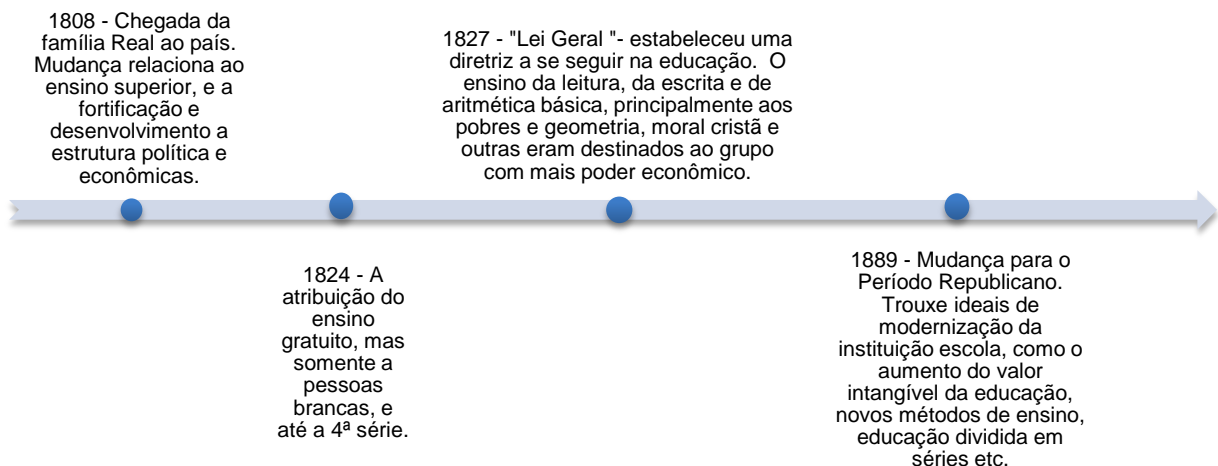 1808 - Chegada da
família Real ao país.
Mudança relaciona ao
ensino superior, e a
fortificação e
desenvolvimento a
estrutura política e
econômicas.
1824 - A
atribuição do
ensino
gratuito, mas
somente a
pessoas
brancas, e
até a 4ª série.
1827 - "Lei Geral "- estabeleceu uma
diretriz a se seguir na educação. O
ensino da leitura, da escrita e de
aritmética básica, principalmente aos
pobres e geometria, moral cristã e
outras eram destinados ao grupo
com mais poder econômico.
1889 - Mudança para o
Período Republicano.
Trouxe ideais de
modernização da
instituição escola, como o
aumento do valor
intangível da educação,
novos métodos de ensino,
educação dividida em
séries etc.